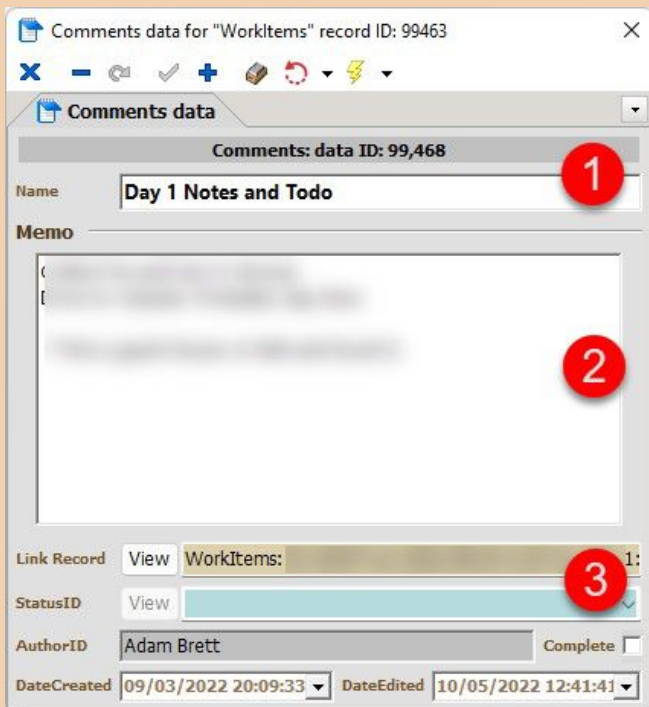 Comments data for "WorkItems" record ID: 99463
Comments data
Comments: data ID: 99,468
1
Name Day 1 Notes and Todo
Memo
2
Link Record View WorkItems: 1:
3
StatusID View
AuthorID Adam Brett Complete
DateCreated 09/03/2022 20:09:33 DateEdited 10/05/2022 12:41:41